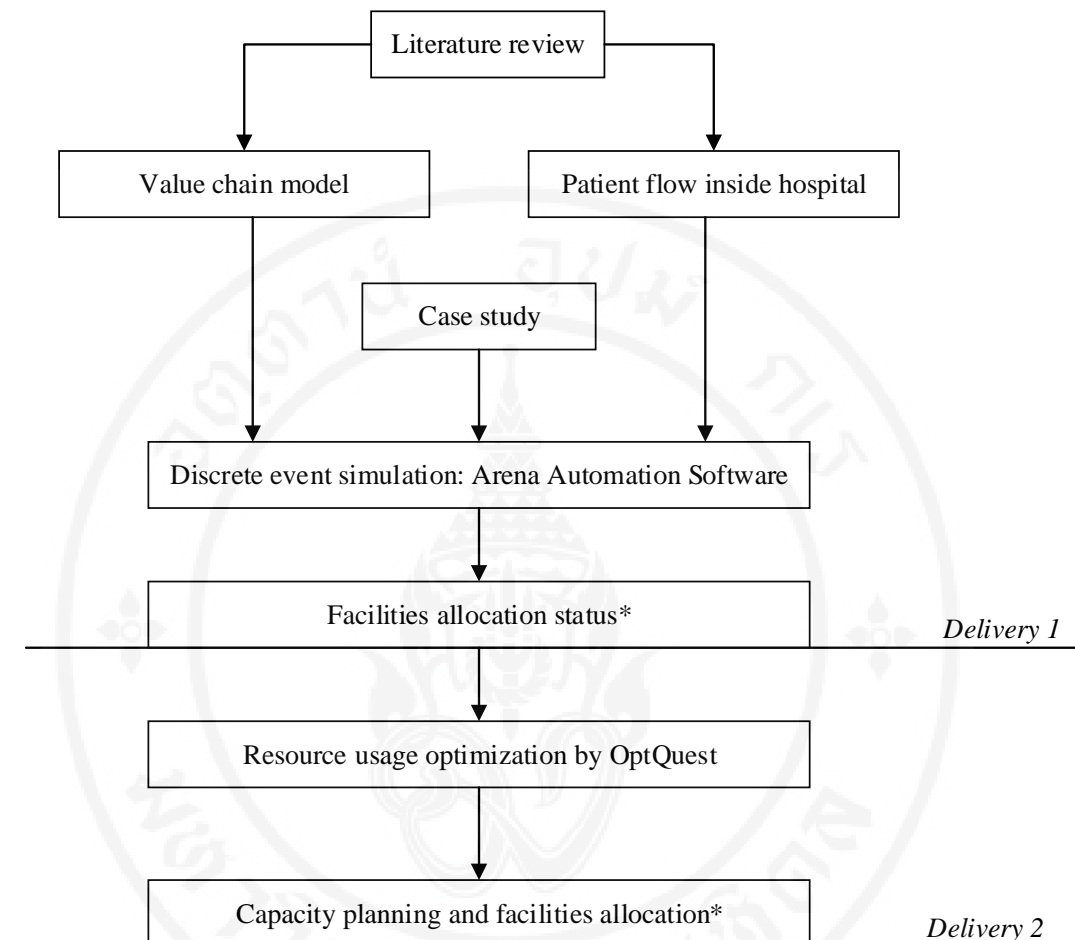 Literature review
Value chain model
Patient flow inside hospital
Case study
Discrete event simulation: Arena Automation Software
Facilities allocation status*
Delivery 1
Resource usage optimization by OptQuest
Capacity planning and facilities allocation*
Delivery 2